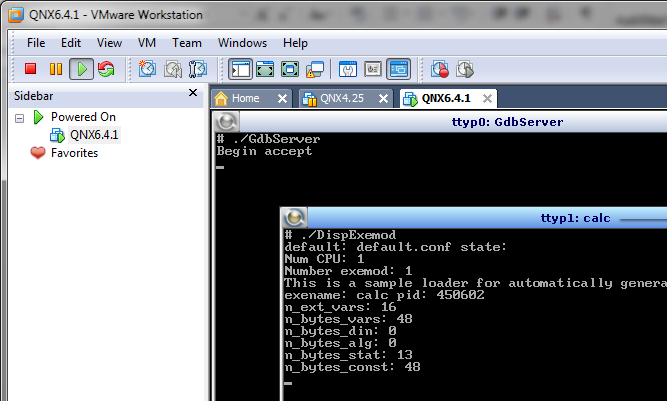 QNX6.4.1 - VMware Workstation
File Edit View VM Team Windows Help
Sidebar
Powered On
QNX6.4.1
Favorites
Home QNX4.25 QNX6.4.1
ttyp0: GdbServer
# ./GdbServer
Begin accept
ttyp1: calc
# ./DispExemod
default: default.conf state:
Num CPU: 1
Number exemod: 1
This is a sample loader for automatically genera
exename: calc pid: 450602
n_ext_vars: 16
n_bytes_vars: 48
n_bytes_din: 0
n_bytes_alg: 0
n_bytes_stat: 13
n_bytes_const: 48